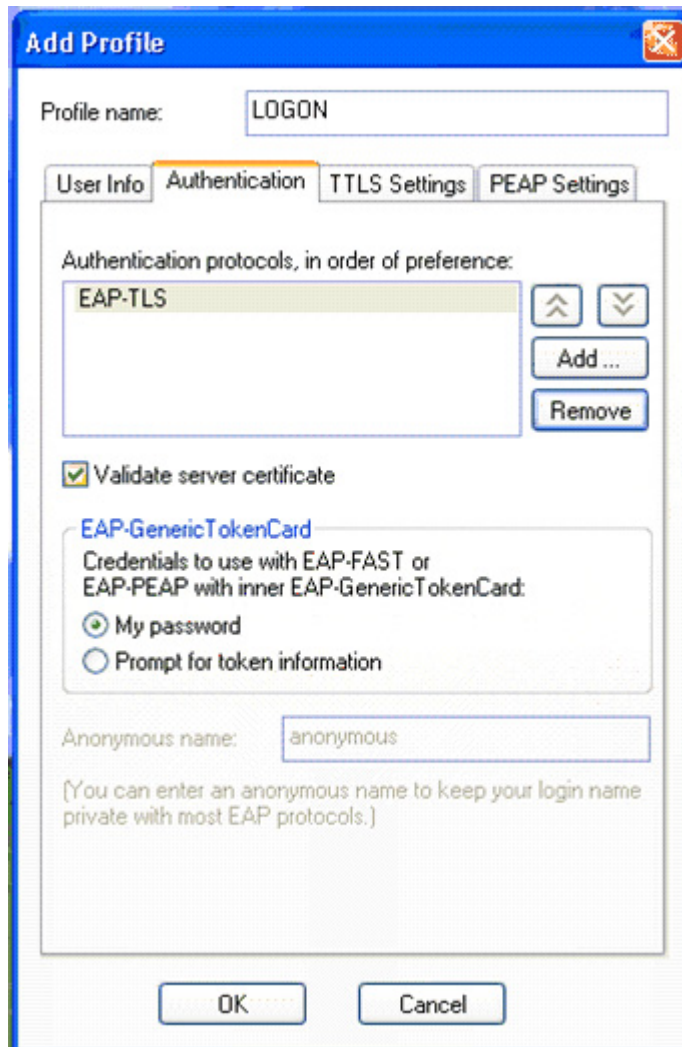 Add Profile
Profile name: LOGON
User Info Authentication TTLS Settings PEAP Settings
Authentication protocols, in order of preference:
EAP-TLS
Add ...
Remove
Validate server certificate
EAP-GenericTokenCard
Credentials to use with EAP-FAST or
EAP-PEAP with inner EAP-GenericTokenCard:
My password
Prompt for token information
Anonymous name: anonymous
(You can enter an anonymous name to keep your login name
private with most EAP protocols.)
OK Cancel